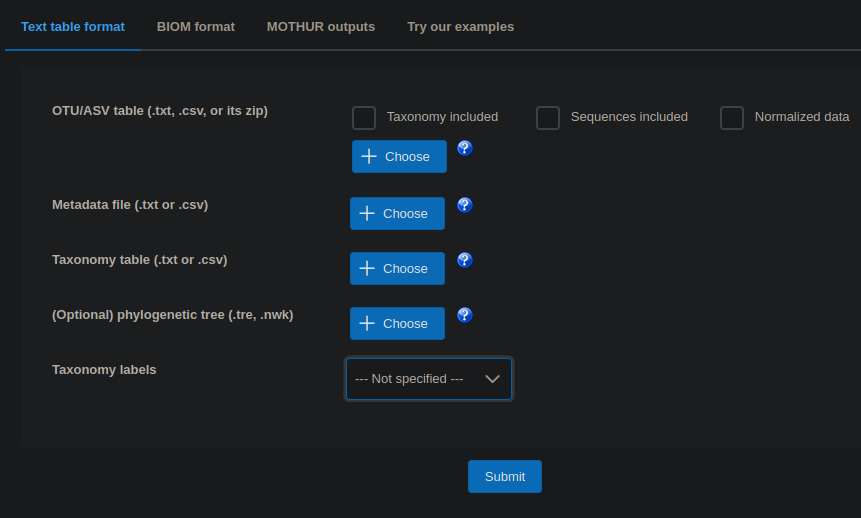 Text table format BIOM format MOTHUR outputs Try our examples
OTU/ASV table (.txt, .csv, or its zip) Taxonomy included Sequences included Normalized data
+ Choose ?
Metadata file (.txt or .csv) + Choose ?
Taxonomy table (.txt or .csv) + Choose ?
(Optional) phylogenetic tree (.tre, .nwk) + Choose ?
Taxonomy labels --- Not specified ---
Submit